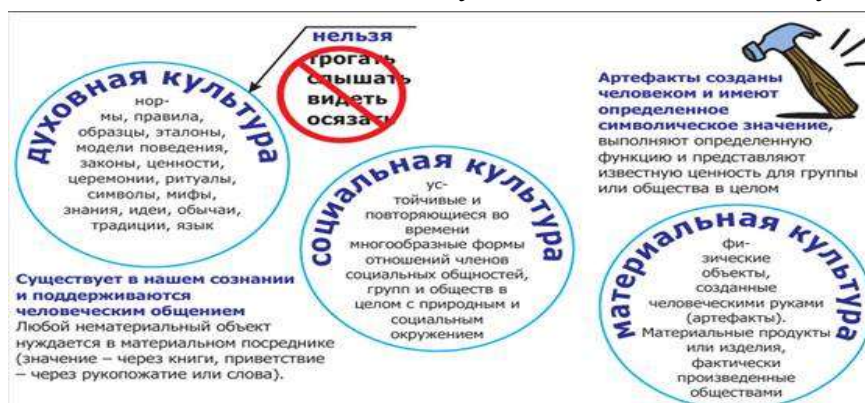 духовная культура
нор-
мы, правила,
образцы, эталоны,
модели поведения,
законы, ценности,
церемонии, ритуалы,
символы, мифы,
знания, идеи, обычаи,
традиции, язык
нельзя
трогать
слышать
видеть
осязать
Существует в нашем сознании
и поддерживаются
человеческим общением
Любой нематериальный объект
нуждается в материальном посреднике
(значение – через книги, приветствие
– через рукопожатие или слова).
социальная культура
ус-
тойчивые и
повторяющиеся во
времени
многообразные формы
отношений членов
социальных общностей,
групп и обществ в
целом с природным и
социальным
окружением
Артефакты созданы
человеком и имеют
определенное
символическое значение,
выполняют определенную
функцию и представляют
известную ценность для группы
или общества в целом
материальная культура
фи-
зические
объекты,
созданные
человеческими руками
(артефакты).
Материальные продукты
или изделия,
фактически
произведенные
обществами